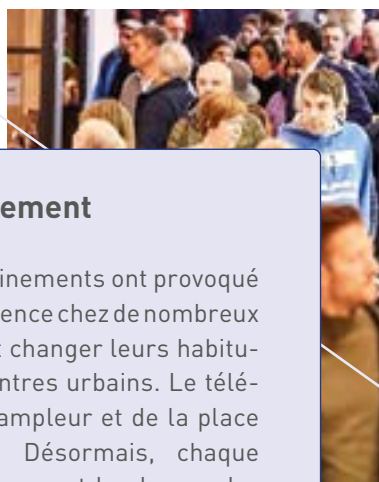 ement
inements ont provoqué
ence chez de nombreux
t changer leurs habitu-
entres urbains. Le télé-
ampleur et de la place
Désormais, chaque